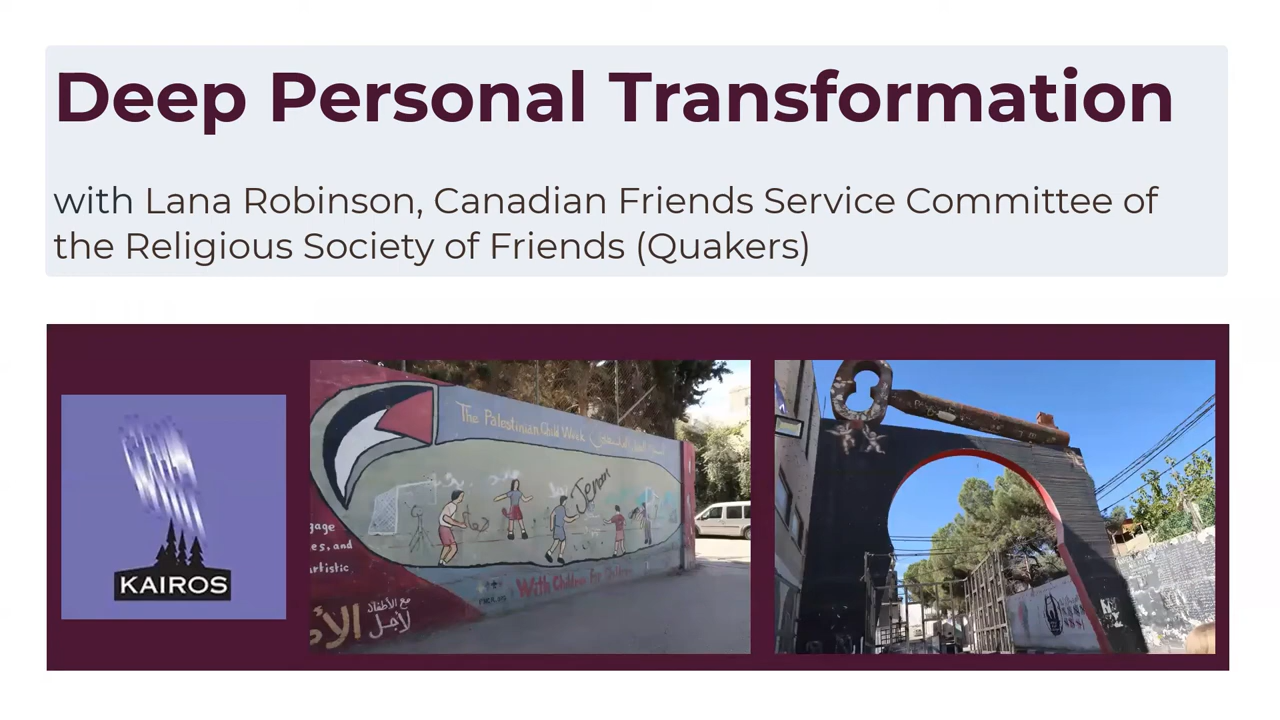 Deep Personal Transformation
with Lana Robinson, Canadian Friends Service Committee of
the Religious Society of Friends (Quakers)
KAIROS
The Palestinian Child Week
Jenan
gage
es, and
artistic
With Children For Children
مع الأطفال
لأجل